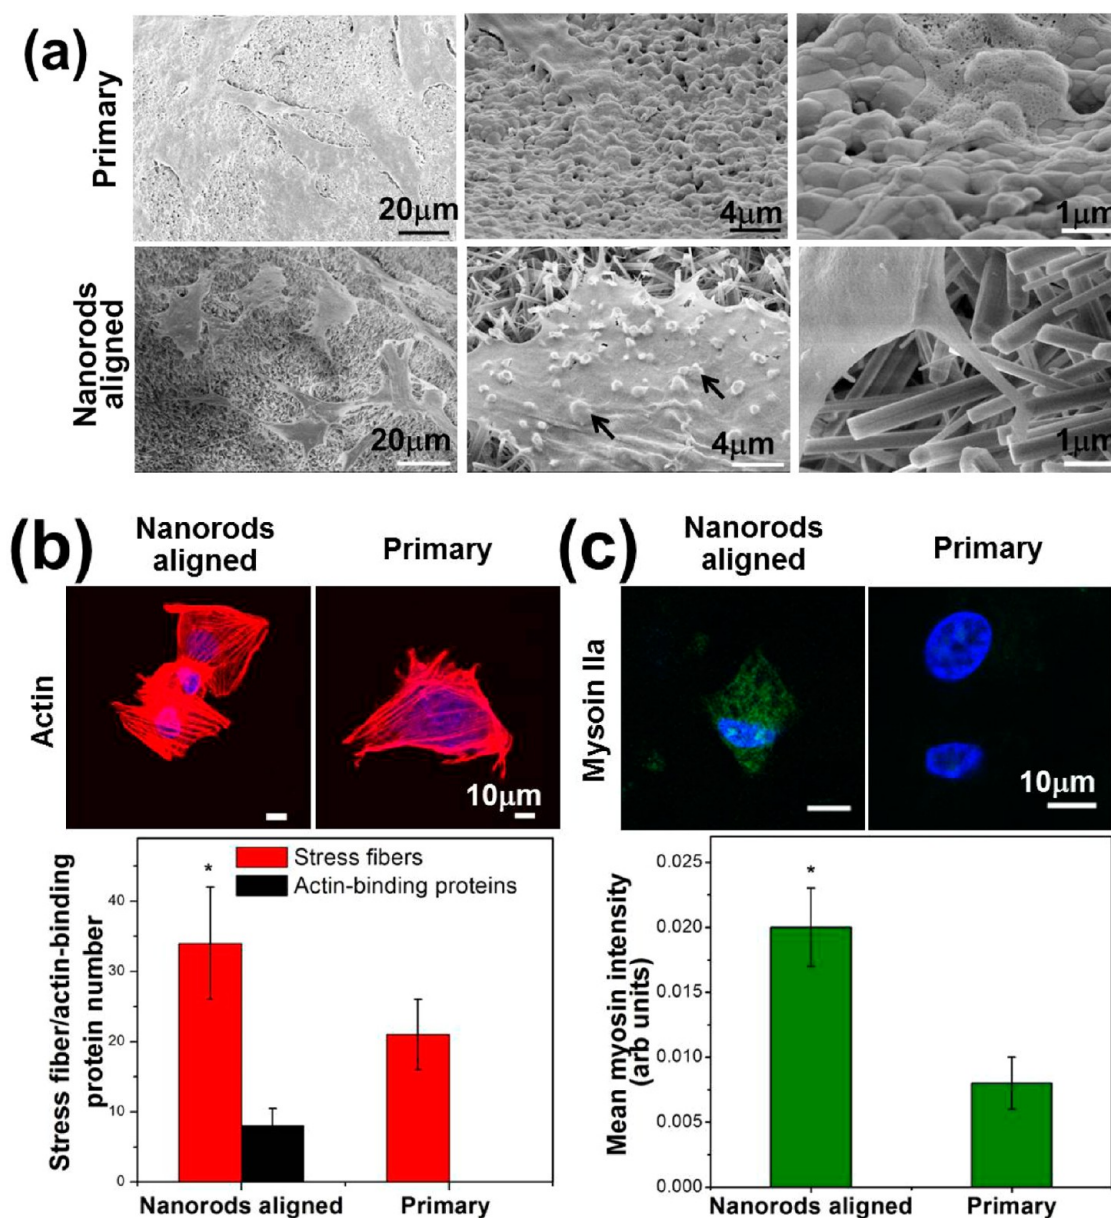 (a)
Primary
20μm
4μm
1μm
Nanorods
aligned
20μm
4μm
1μm
(b)
Nanorods
aligned
Primary
Actin
10μm
Stress fiber/actin-binding
protein number
*
Stress fibers
Actin-binding proteins
40
30
20
10
0
Nanorods aligned
Primary
(c)
Nanorods
aligned
Primary
Mysoin IIa
10μm
Mean myosin intensity
(arb units)
*
0.025
0.020
0.015
0.010
0.005
0.000
Nanorods aligned
Primary